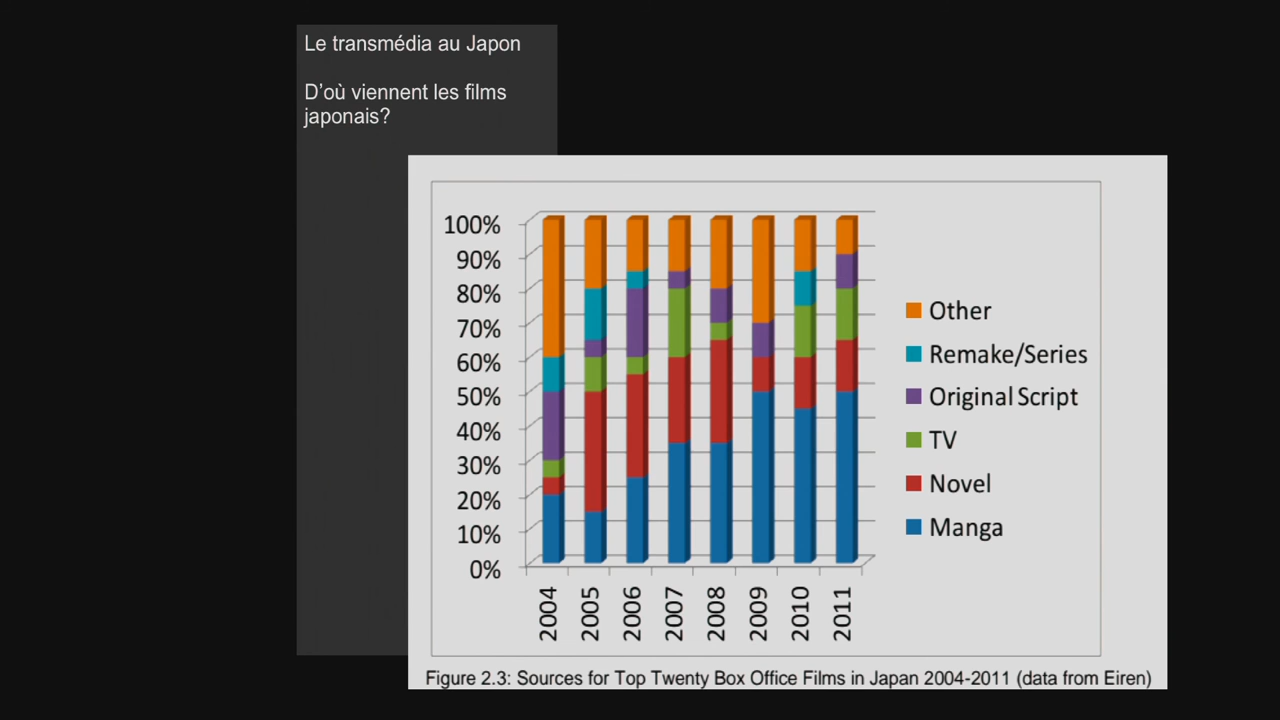 Le transmédia au Japon
D'où viennent les films
japonais?
100%
90%
80%
70%
60%
50%
40%
30%
20%
10%
0%
2004
2005
2006
2007
2008
2009
2010
2011
Other
Remake/Series
Original Script
TV
Novel
Manga
Figure 2.3: Sources for Top Twenty Box Office Films in Japan 2004-2011 (data from Eiren)